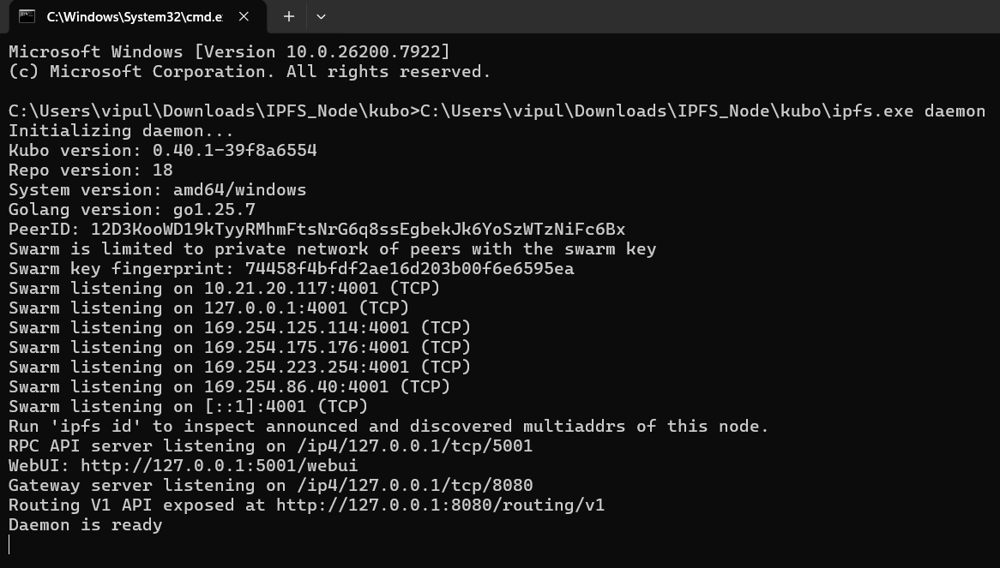 C:\Windows\System32\cmd.e
Microsoft Windows [Version 10.0.26200.7922]
(c) Microsoft Corporation. All rights reserved.
C:\Users\vipul\Downloads\IPFS_Node\kubo>C:\Users\vipul\Downloads\IPFS_Node\kubo\ipfs.exe daemon
Initializing daemon...
Kubo version: 0.40.1-39f8a6554
Repo version: 18
System version: amd64/windows
Golang version: go1.25.7
PeerID: 12D3KooWD19kTyyRMhmFtsNrG6q8ssEgbekJk6YoSzWTzNiFc6Bx
Swarm is limited to private network of peers with the swarm key
Swarm key fingerprint: 74458f4bfdf2ae16d203b00f6e6595ea
Swarm listening on 10.21.20.117:4001 (TCP)
Swarm listening on 127.0.0.1:4001 (TCP)
Swarm listening on 169.254.125.114:4001 (TCP)
Swarm listening on 169.254.175.176:4001 (TCP)
Swarm listening on 169.254.223.254:4001 (TCP)
Swarm listening on 169.254.86.40:4001 (TCP)
Swarm listening on [::1]:4001 (TCP)
Run 'ipfs id' to inspect announced and discovered multiaddrs of this node.
RPC API server listening on /ip4/127.0.0.1/tcp/5001
WebUI: http://127.0.0.1:5001/webui
Gateway server listening on /ip4/127.0.0.1/tcp/8080
Routing V1 API exposed at http://127.0.0.1:8080/routing/v1
Daemon is ready